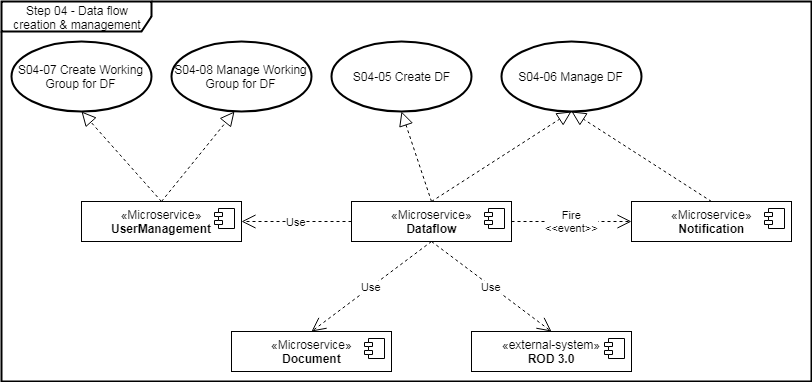 Step 04 - Data flow
creation & management
S04-07 Create Working
Group for DF
S04-08 Manage Working
Group for DF
S04-05 Create DF
S04-06 Manage DF
«Microservice»
UserManagement
Use
«Microservice»
Dataflow
Fire
<<event>>
«Microservice»
Notification
Use
Use
«Microservice»
Document
«external-system»
ROD 3.0